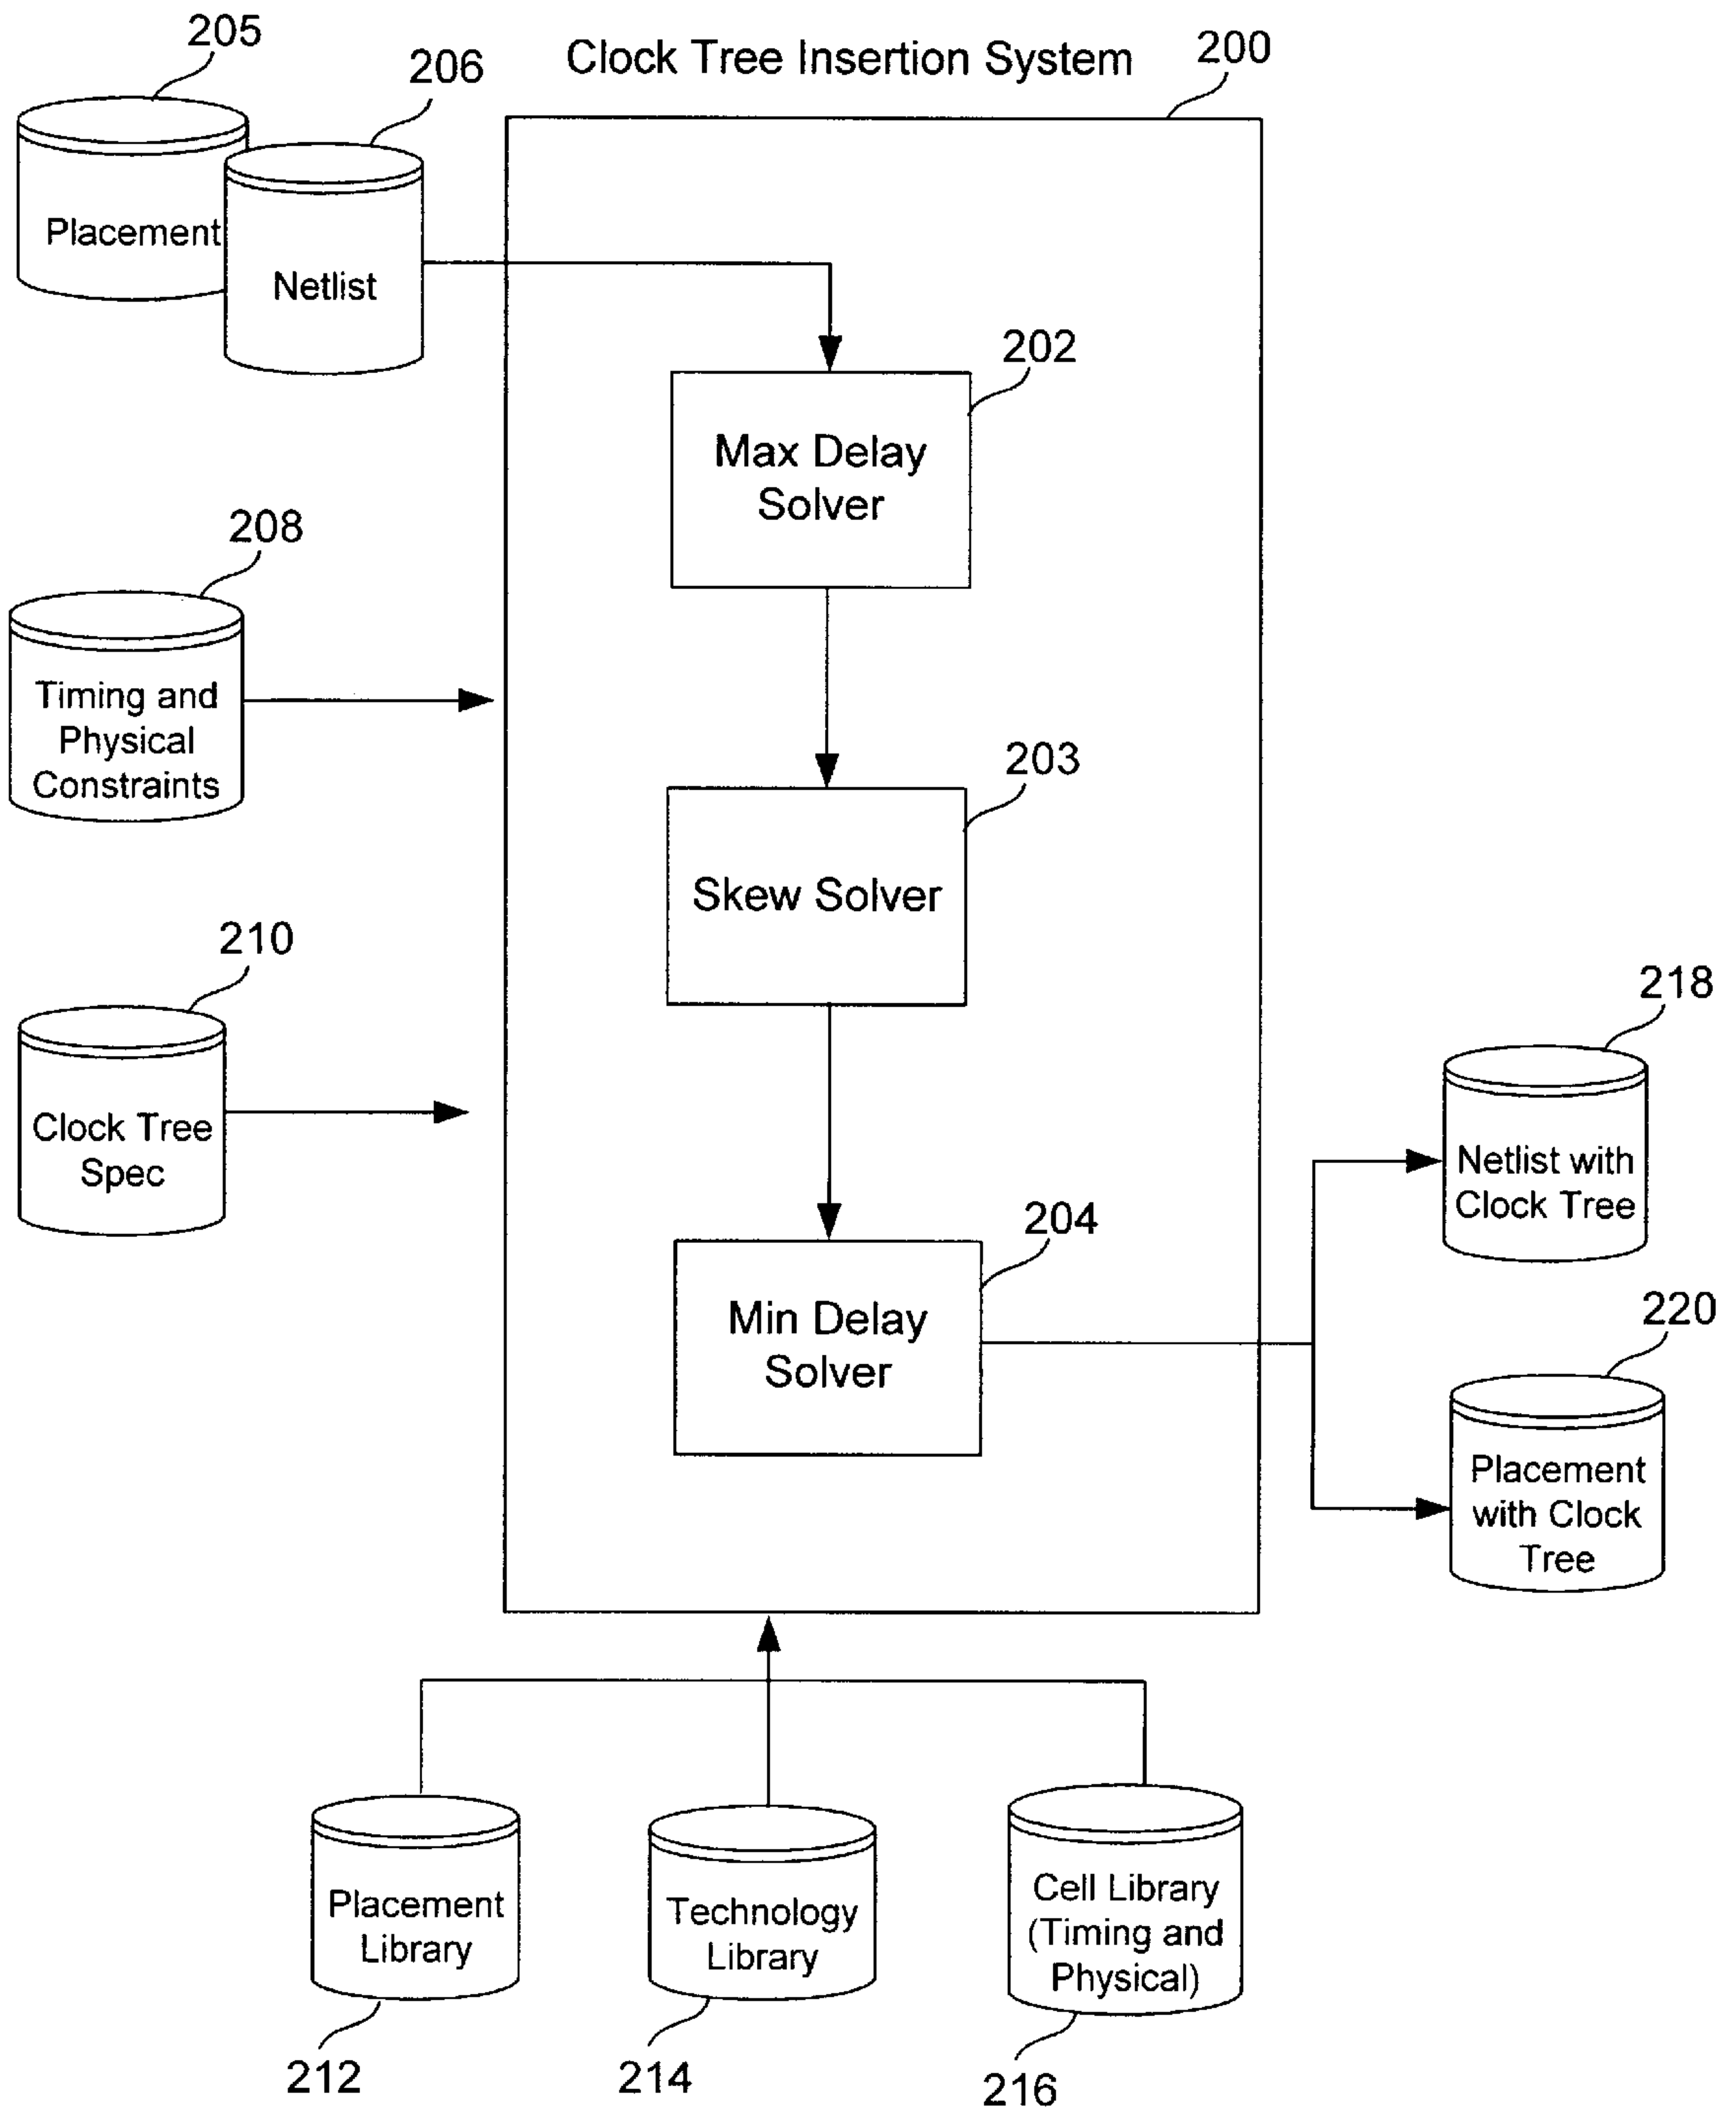 205
206
Clock Tree Insertion System
200
Placement
Netlist
202
Max Delay
Solver
208
Timing and
Physical
Constraints
203
Skew Solver
210
Clock Tree
Spec
218
Netlist with
Clock Tree
204
Min Delay
Solver
220
Placement
with Clock
Tree
Placement
Library
Technology
Library
Cell Library
(Timing and
Physical)
212
214
216